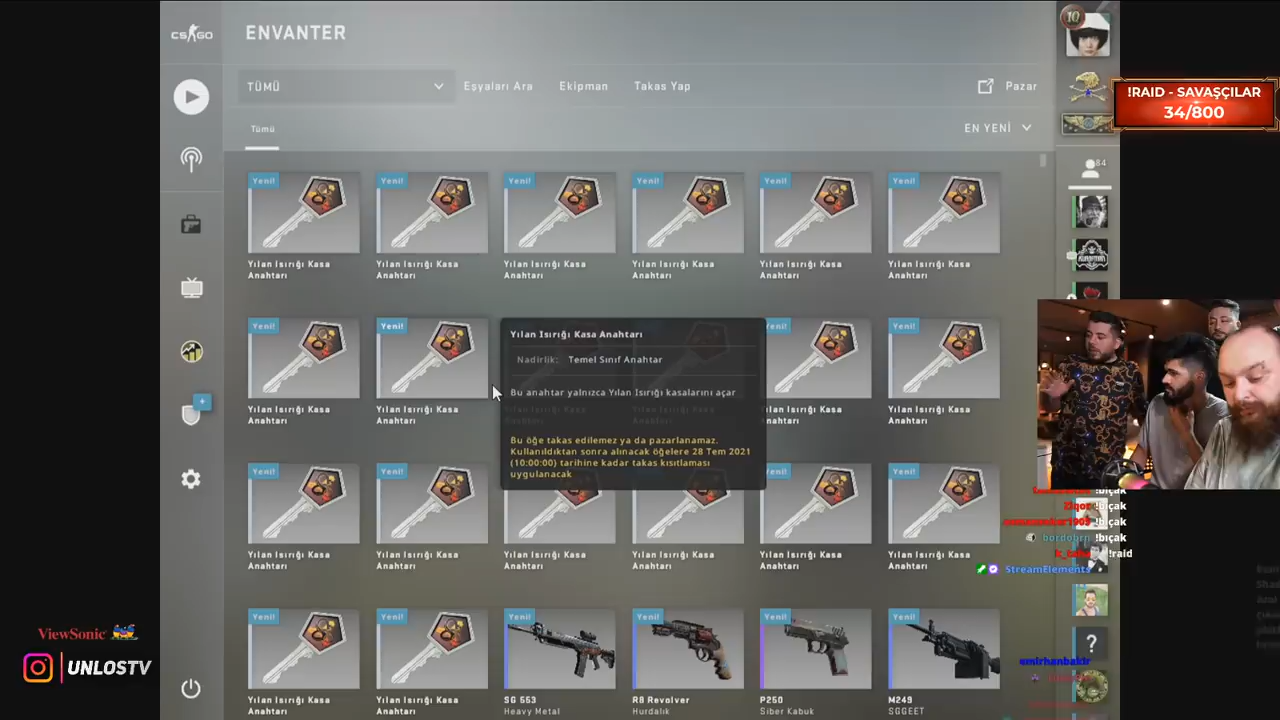 CS:GO
ENVANTER
TÜMÜ
Eşyaları Ara
Ekipman
Takas Yap
Pazar
Tümü
EN YENİ
10
!RAID - SAVAŞÇILAR
34/800
84
Yeni!
Yeni!
Yeni!
Yeni!
Yeni!
Yeni!
Yılan Isırığı Kasa
Anahtarı
Yılan Isırığı Kasa
Anahtarı
Yılan Isırığı Kasa
Anahtarı
Yılan Isırığı Kasa
Anahtarı
Yılan Isırığı Kasa
Anahtarı
Yılan Isırığı Kasa
Anahtarı
Yeni!
Yeni!
Yeni!
Yeni!
Yılan Isırığı Kasa
Anahtarı
Yılan Isırığı Kasa
Anahtarı
Yılan Isırığı Kasa
Anahtarı
Yılan Isırığı Kasa
Anahtarı
Yılan Isırığı Kasa Anahtarı
Nadirlik: Temel Sınıf Anahtar
Bu anahtar yalnızca Yılan Isırığı kasalarını açar
Bu öğe takas edilemez ya da pazarlanamaz.
Kullanıldıktan sonra alınacak öğelere 28 Tem 2021
(10:00:00) tarihine kadar takas kısıtlaması
uygulanacak
Yeni!
Yeni!
Yeni!
Yeni!
Yılan Isırığı Kasa
Anahtarı
Yılan Isırığı Kasa
Anahtarı
Yılan Isırığı Kasa
Anahtarı
Yılan Isırığı Kasa
Anahtarı
Yılan Isırığı Kasa
Anahtarı
Yılan Isırığı Kasa
Anahtarı
Yeni!
Yeni!
Yeni!
Yeni!
Yeni!
Yeni!
Yılan Isırığı Kasa
Anahtarı
Yılan Isırığı Kasa
Anahtarı
SG 553
Heavy Metal
R8 Revolver
Hurdalık
P250
Siber Kabuk
M249
SGGEET
!bıçak
!bıçak
!bıçak
bordobrn !bıçak
!raid
StreamElements
emirhanbakir
?
ViewSonic
UNLOSTV